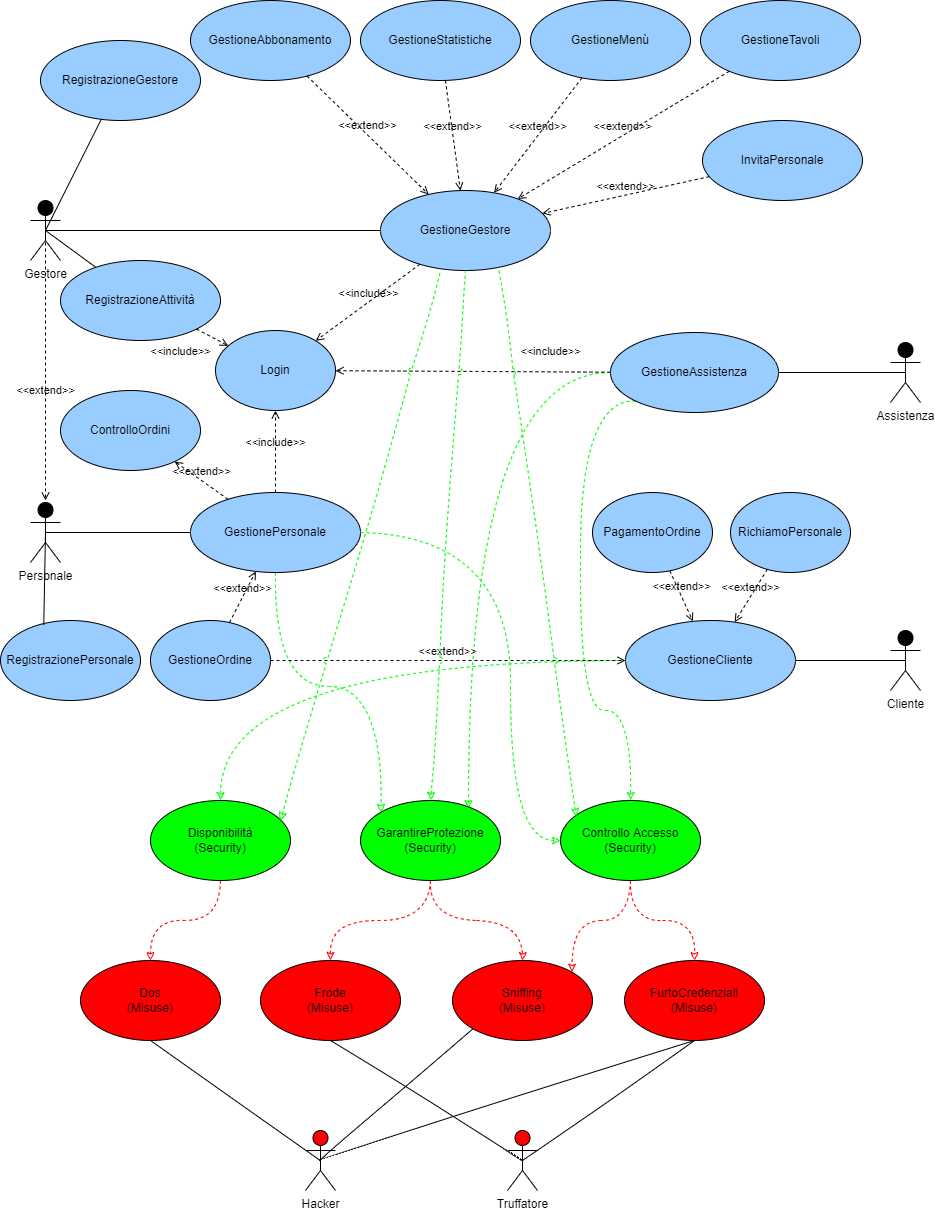 GestioneAbbonamento
GestioneStatistiche
GestioneMenù
GestioneTavoli
RegistrazioneGestore
<<extend>>
<<extend>>
<<extend>>
<<extend>>
InvitaPersonale
<<extend>>
GestioneGestore
Gestore
<<include>>
RegistrazioneAttività
<<include>>
<<include>>
Login
GestioneAssistenza
<<extend>>
Assistenza
ControlloOrdini
<<include>>
<<extend>>
GestionePersonale
PagamentoOrdine
RichiamoPersonale
Personale
<<extend>>
<<extend>>
<<extend>>
<<extend>>
RegistrazionePersonale
GestioneOrdine
GestioneCliente
Cliente
Disponibilità
(Security)
GarantireProtezione
(Security)
Controllo Accesso
(Security)
Dos
(Misuse)
Frode
(Misuse)
Sniffing
(Misuse)
FurtoCredenziali
(Misuse)
Hacker
Truffatore